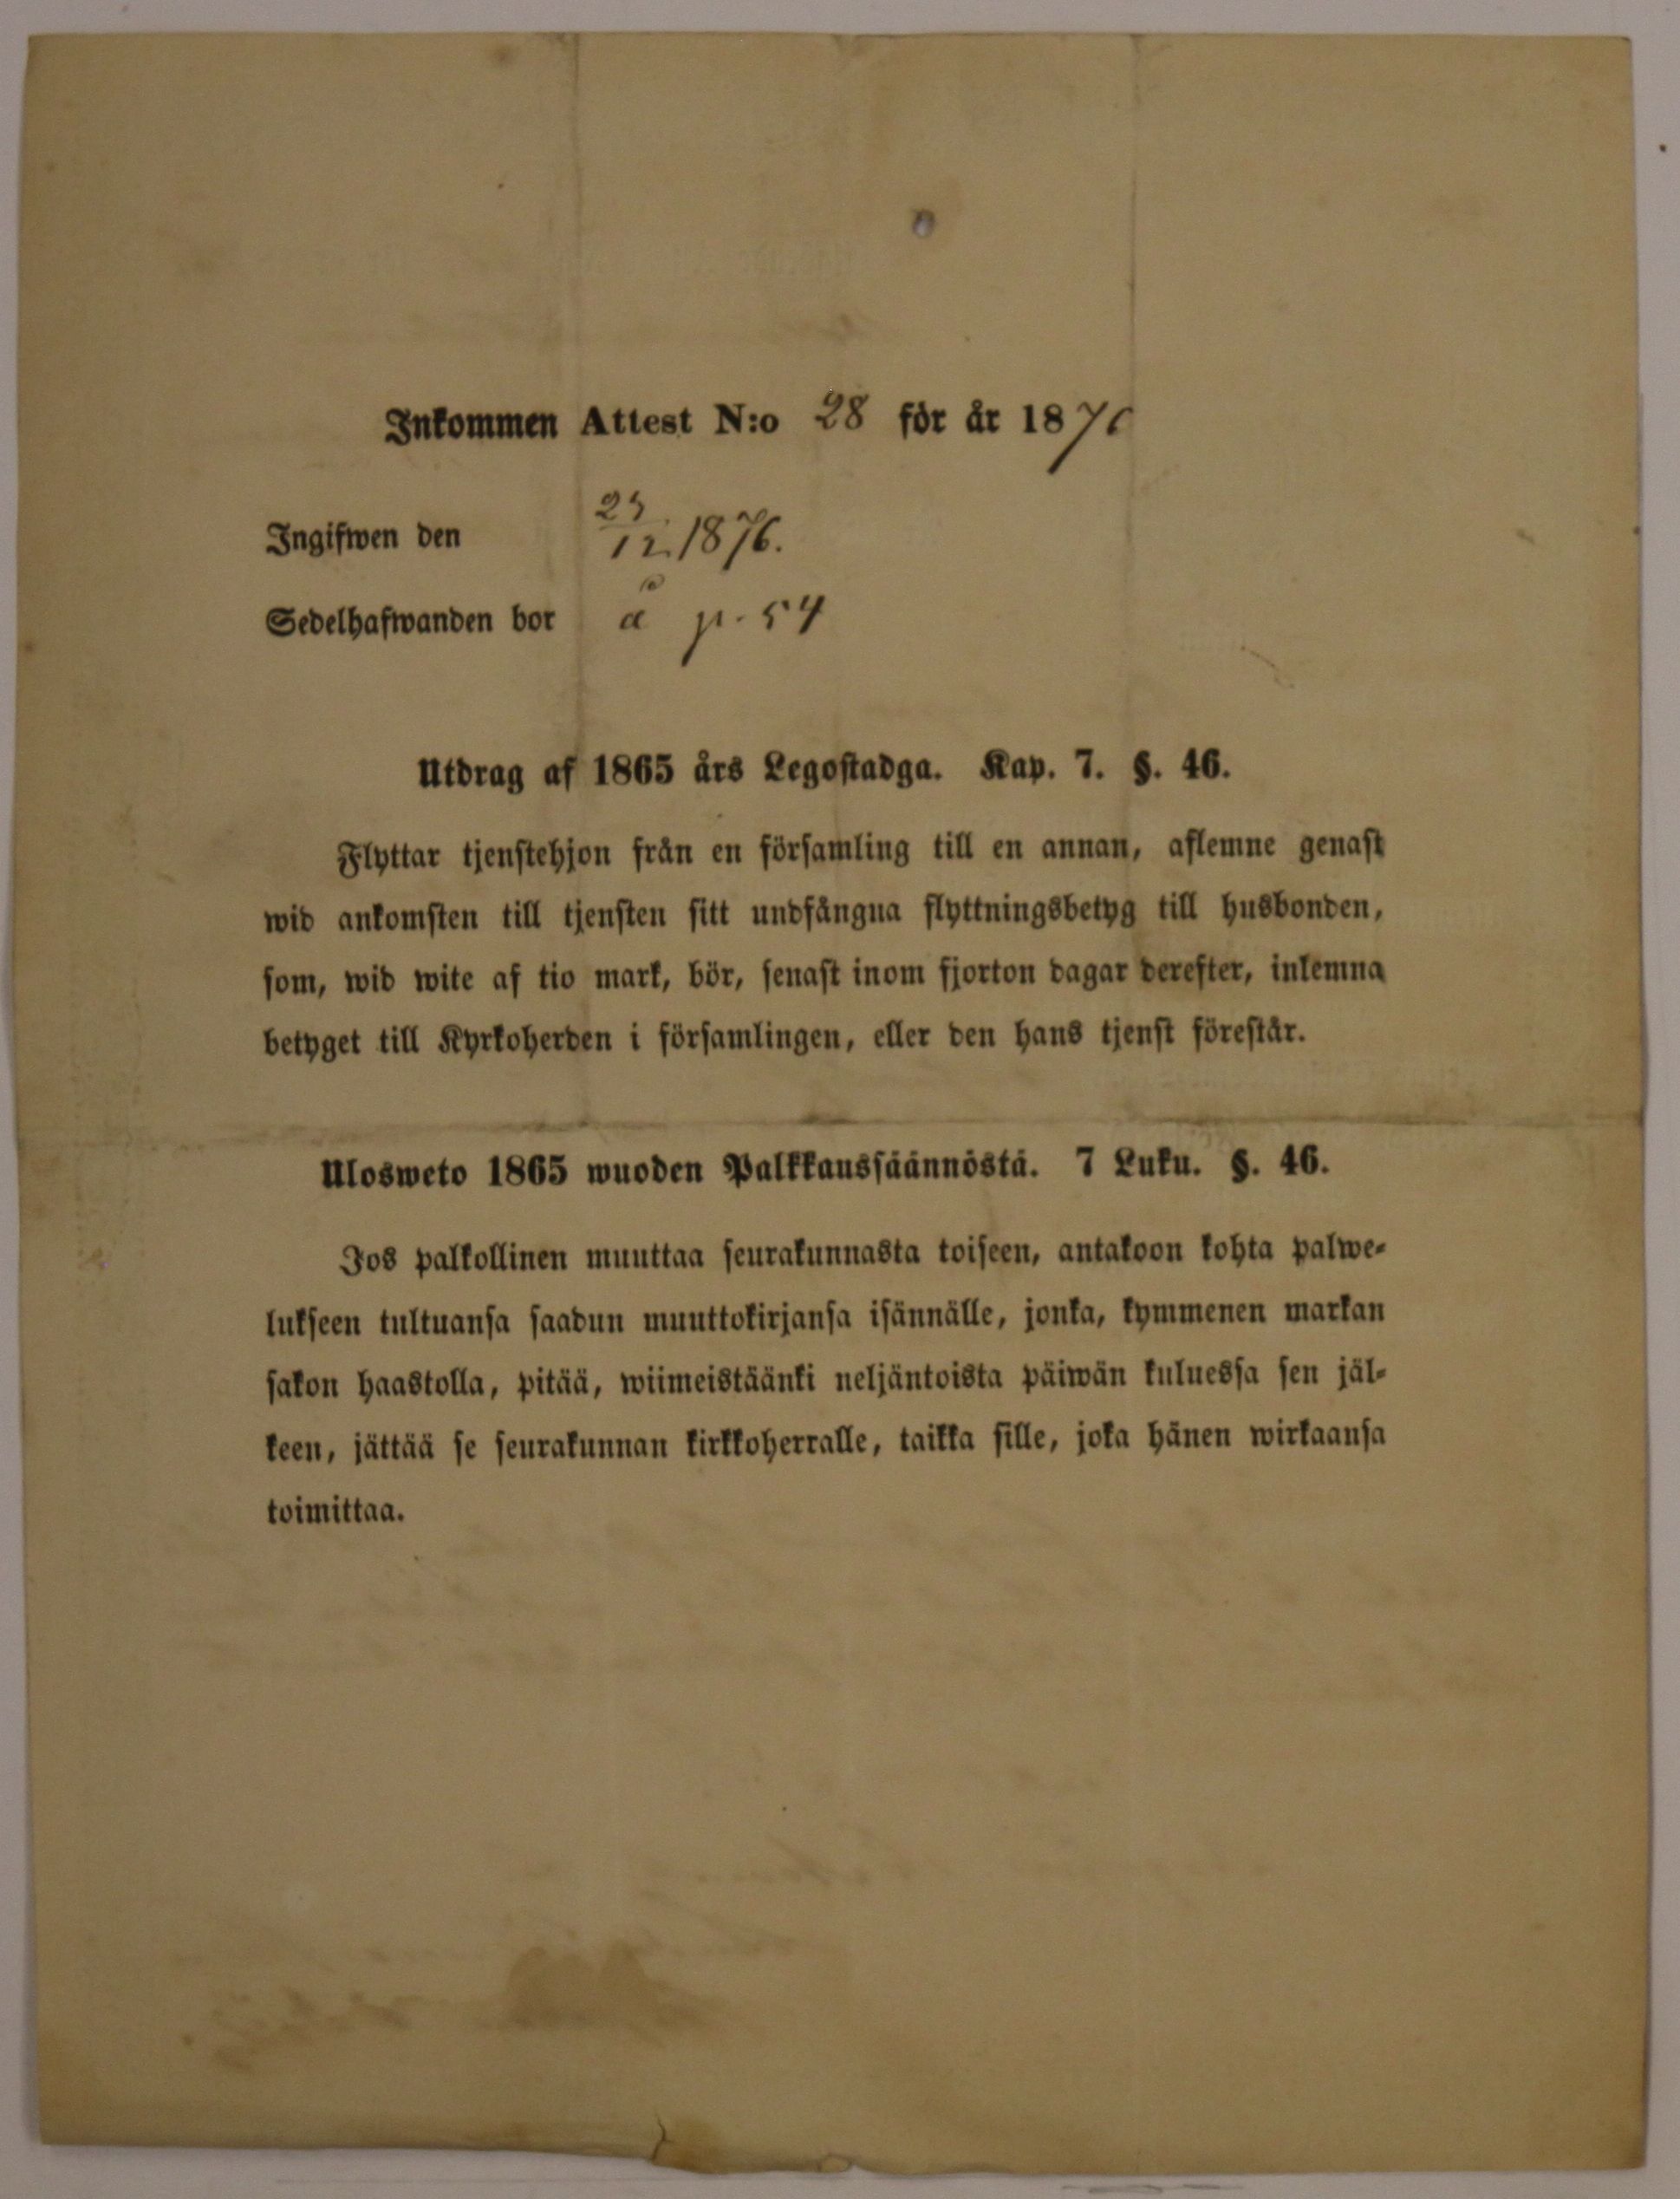 Inkommen Attest N:o 28 för år 1876
Ingifwen den 23/12 1876.
Sedelhafwanden bor å p. 54
Utdrag af 1865 års Legostadga. Kap. 7. §. 46.
Flyttar tjenstehjon från en församling till en annan, aflemne genast
wid ankomsten till tjensten sitt undfångna flyttningsbetyg till husbonden,
som, wid wite af tio mark, bör, senast inom fjorton dagar derefter, inlemna
betyget till Kyrkoherden i församlingen, eller den hans tjenst förestår.
Ulosweto 1865 wuoden Palkkaussäännöstä. 7 Luku. §. 46.
Jos palkollinen muuttaa seurakunnasta toiseen, antakoon kohta palwe-
lukseen tultuansa saadun muuttokirjansa isännälle, jonka, kymmenen markan
sakon haastolla, pitää, wiimeistäänki neljäntoista päiwän kuluessa sen jäl-
keen, jättää se seurakunnan kirkkoherralle, taikka sille, joka hänen wirkaansa
toimittaa.